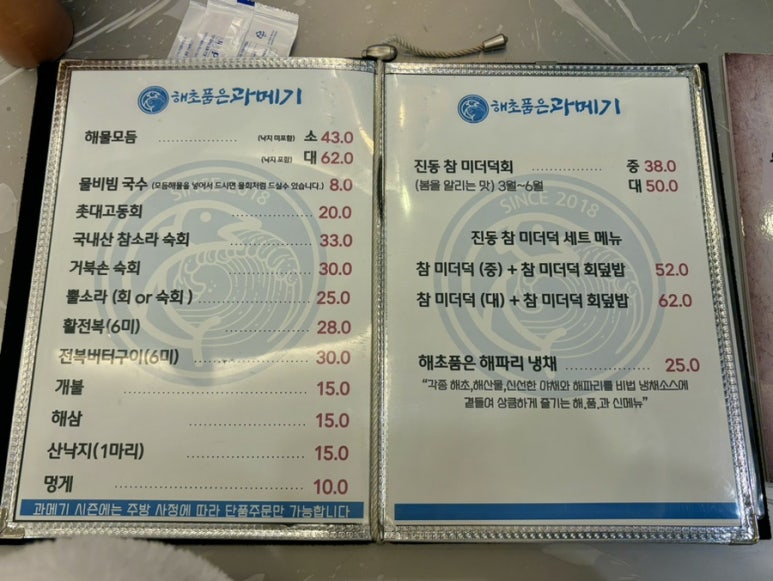 해초품은과메기
해물모듬 (낙지 미포함) 소 43.0
(낙지 포함) 대 62.0
물비빔 국수 (모듬해물을 넣어서 드시면 물회처럼 드실수 있습니다.) 8.0
촛대고동회 20.0
국내산 참소라 숙회 33.0
거북손 숙회 30.0
뿔소라 (회 or 숙회) 25.0
활전복(6미) 28.0
전복버터구이(6미) 30.0
개불 15.0
해삼 15.0
산낙지(1마리) 15.0
멍게 10.0
과메기 시즌에는 주방 사정에 따라 단품주문만 가능합니다
SINCE 2018
해초품은과메기
진동 참 미더덕회 중 38.0
(봄을 알리는 맛) 3월~6월 대 50.0
SINCE 2018
진동 참 미더덕 세트 메뉴
참 미더덕 (중) + 참 미더덕 회덮밥 52.0
참 미더덕 (대) + 참 미더덕 회덮밥 62.0
해초품은 해파리 냉채 25.0
"각종 해초,해산물,신선한 야채와 해파리를 비법 냉채소스에
곁들여 상큼하게 즐기는 해.품.과 신메뉴"